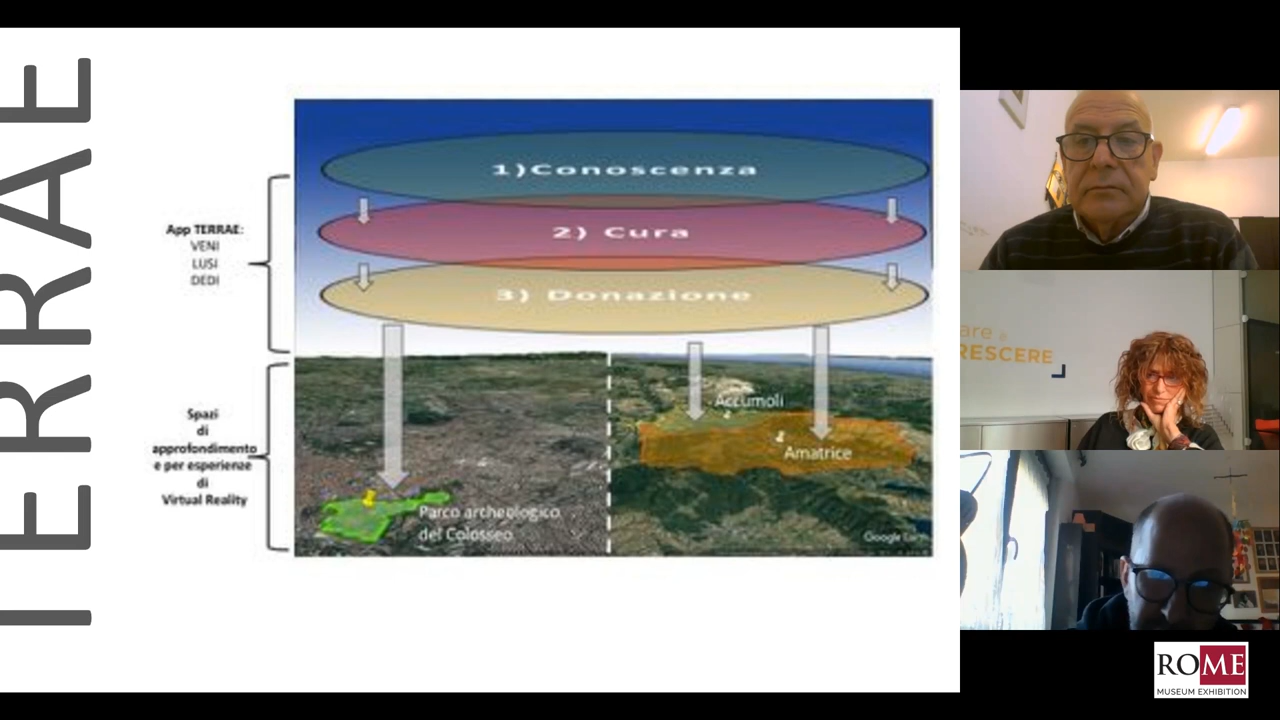 TERRAE
1)Conoscenza
2) Cura
3) Donazione
App TERRAE:
VENI
LUSI
DEDI
Spazi
di
approfondimento
e per esperienze
di
Virtual Reality
Accumoli
Amatrice
Parco archeologico
del Colosseo
Google Earth
are a
RESCERE
ROME
MUSEUM EXHIBITION